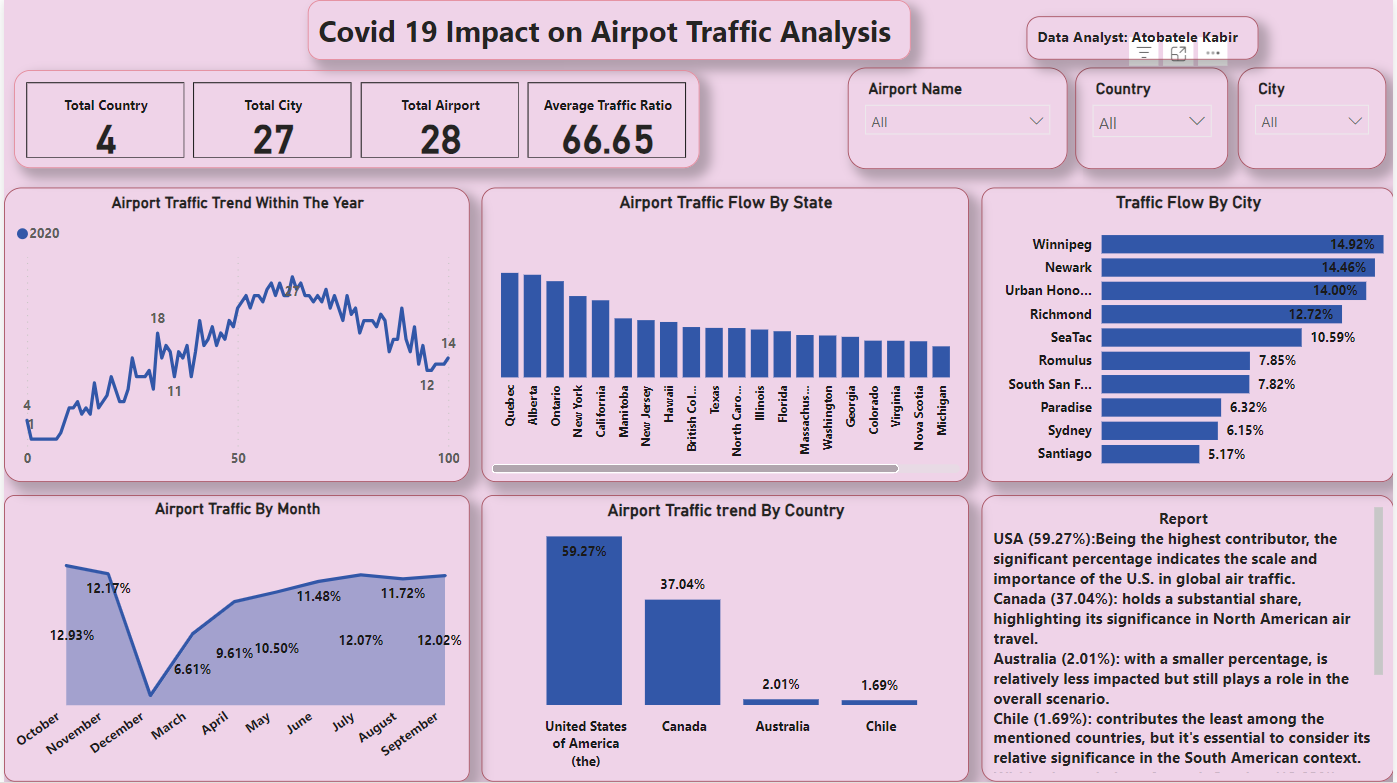 Covid 19 Impact on Airpot Traffic Analysis
Data Analyst: Atobatele Kabir
Total Country
4
Total City
27
Total Airport
28
Average Traffic Ratio
66.65
Airport Name
All
Country
All
City
All
Airport Traffic Trend Within The Year
2020
4
1
18
11
27
14
12
0
50
100
Airport Traffic Flow By State
Quebec
Alberta
Ontario
New York
California
Manitoba
New Jersey
Hawaii
British Col...
Texas
North Caro...
Illinois
Florida
Massachus...
Washington
Georgia
Colorado
Virginia
Nova Scotia
Michigan
Traffic Flow By City
Winnipeg 14.92%
Newark 14.46%
Urban Hono... 14.00%
Richmond 12.72%
SeaTac 10.59%
Romulus 7.85%
South San F... 7.82%
Paradise 6.32%
Sydney 6.15%
Santiago 5.17%
Airport Traffic By Month
12.93%
12.17%
6.61%
9.61%
10.50%
11.48%
12.07%
11.72%
12.02%
October
November
December
March
April
May
June
July
August
September
Airport Traffic trend By Country
59.27%
37.04%
2.01%
1.69%
United States
of America
(the)
Canada
Australia
Chile
Report
USA (59.27%):Being the highest contributor, the
significant percentage indicates the scale and
importance of the U.S. in global air traffic.
Canada (37.04%): holds a substantial share,
highlighting its significance in North American air
travel.
Australia (2.01%): with a smaller percentage, is
relatively less impacted but still plays a role in the
overall scenario.
Chile (1.69%): contributes the least among the
mentioned countries, but it's essential to consider its
relative significance in the South American context.